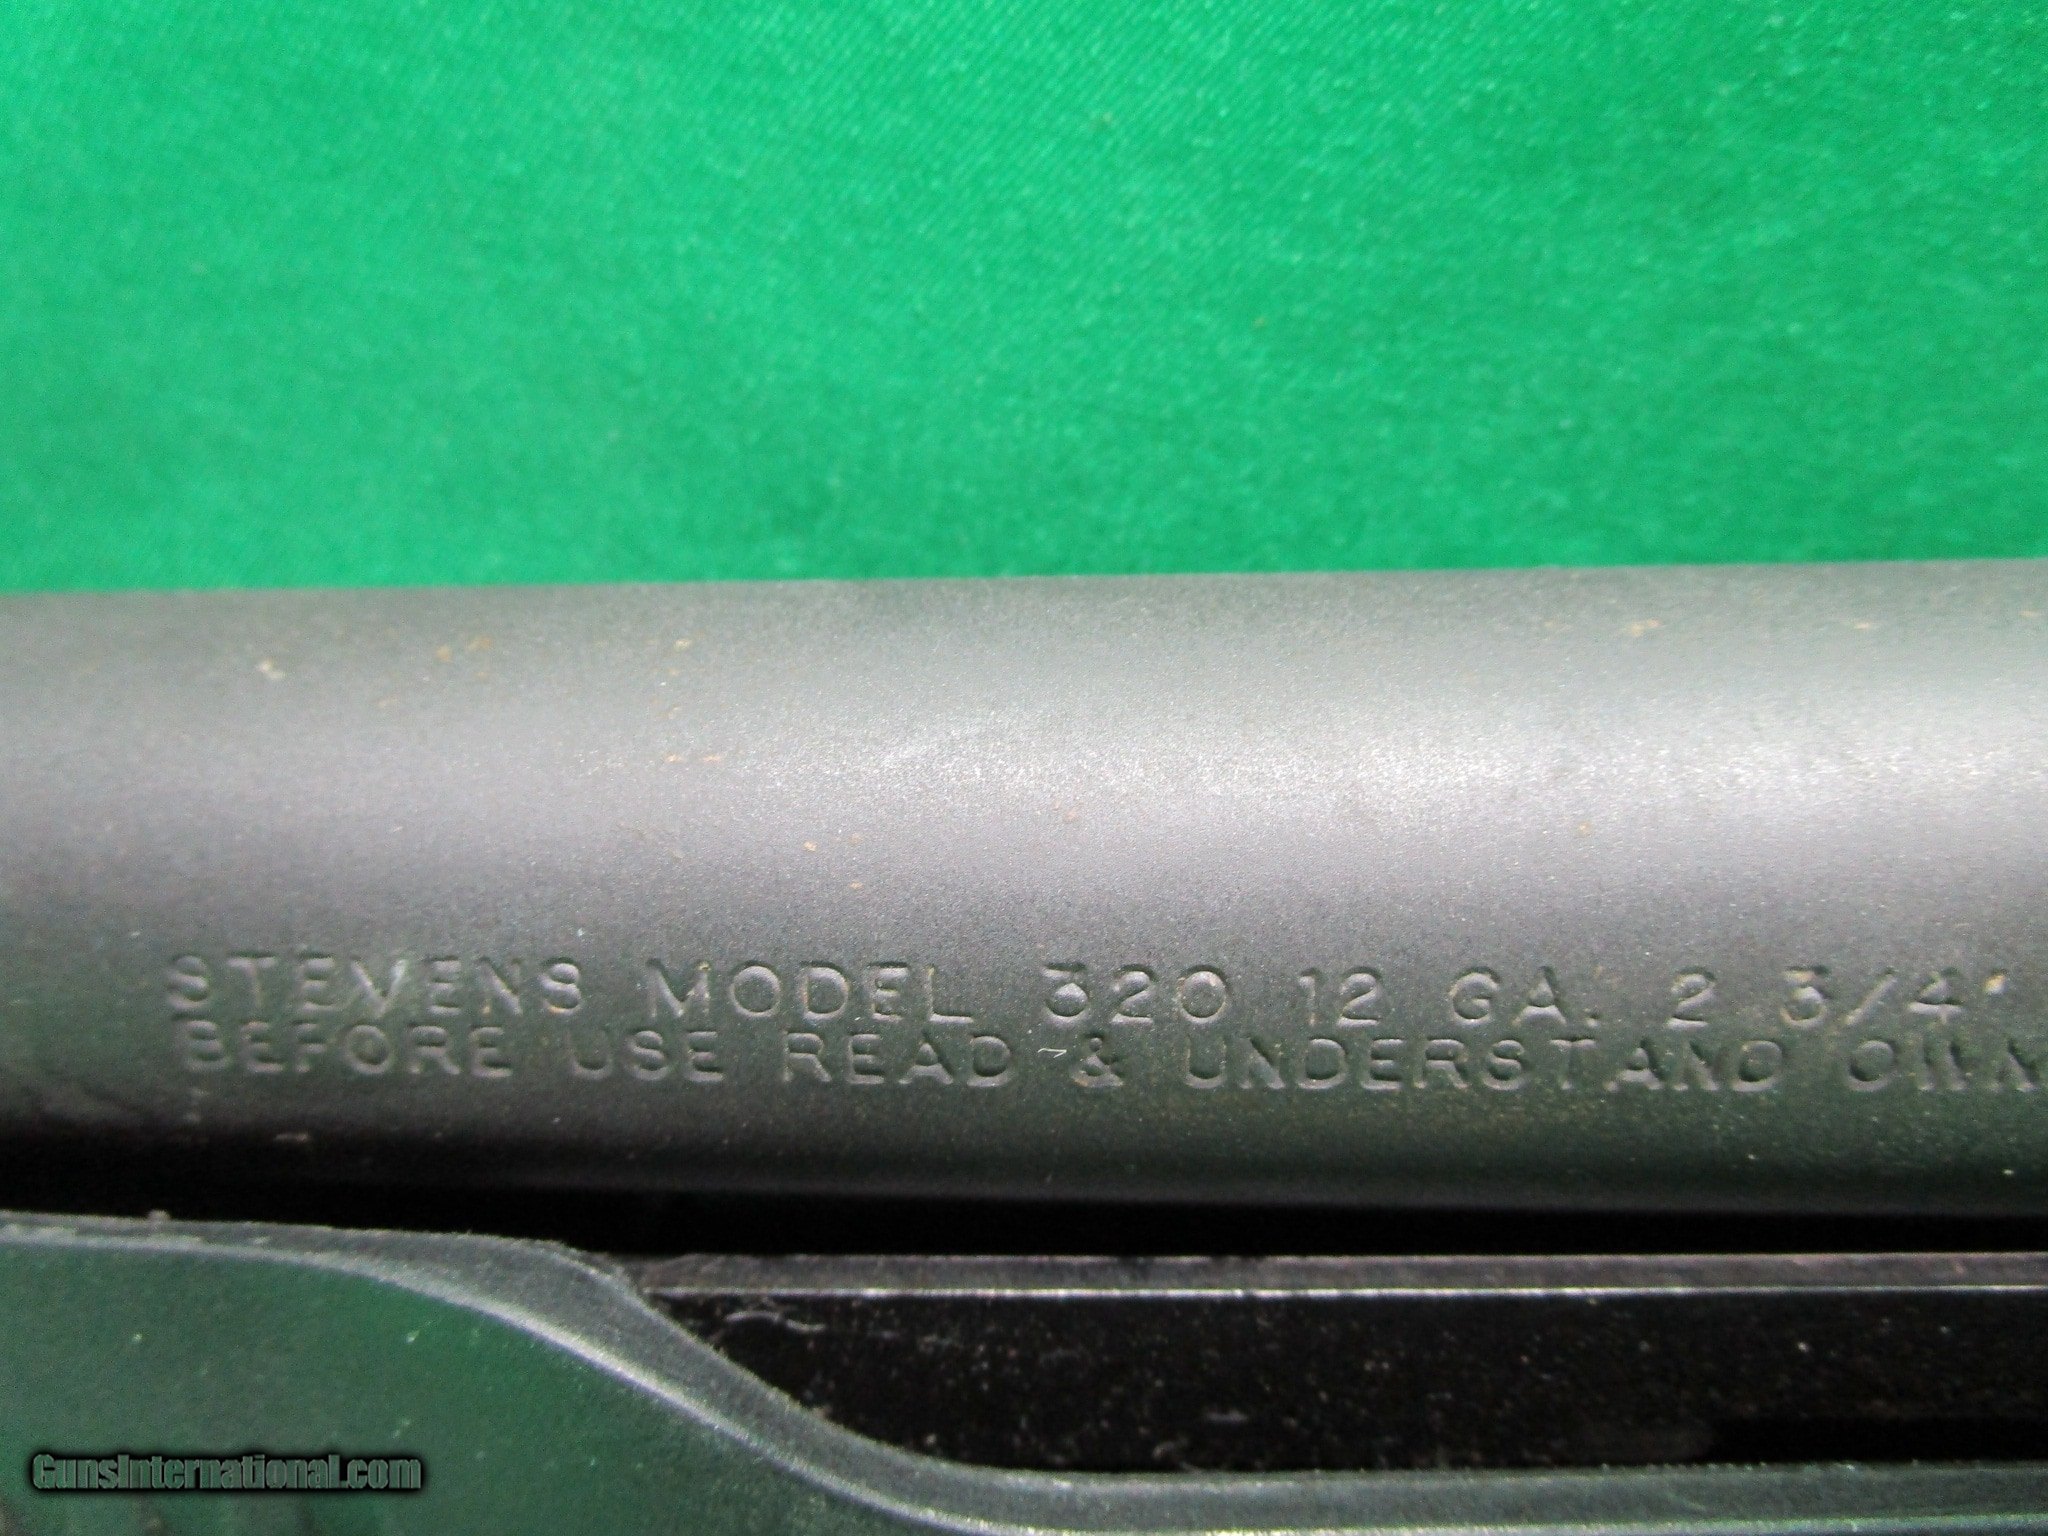 STEVENS MODEL 320 12 GA. 2 3/4"
BEFORE USE READ & UNDERSTAND
GunsInternational.com